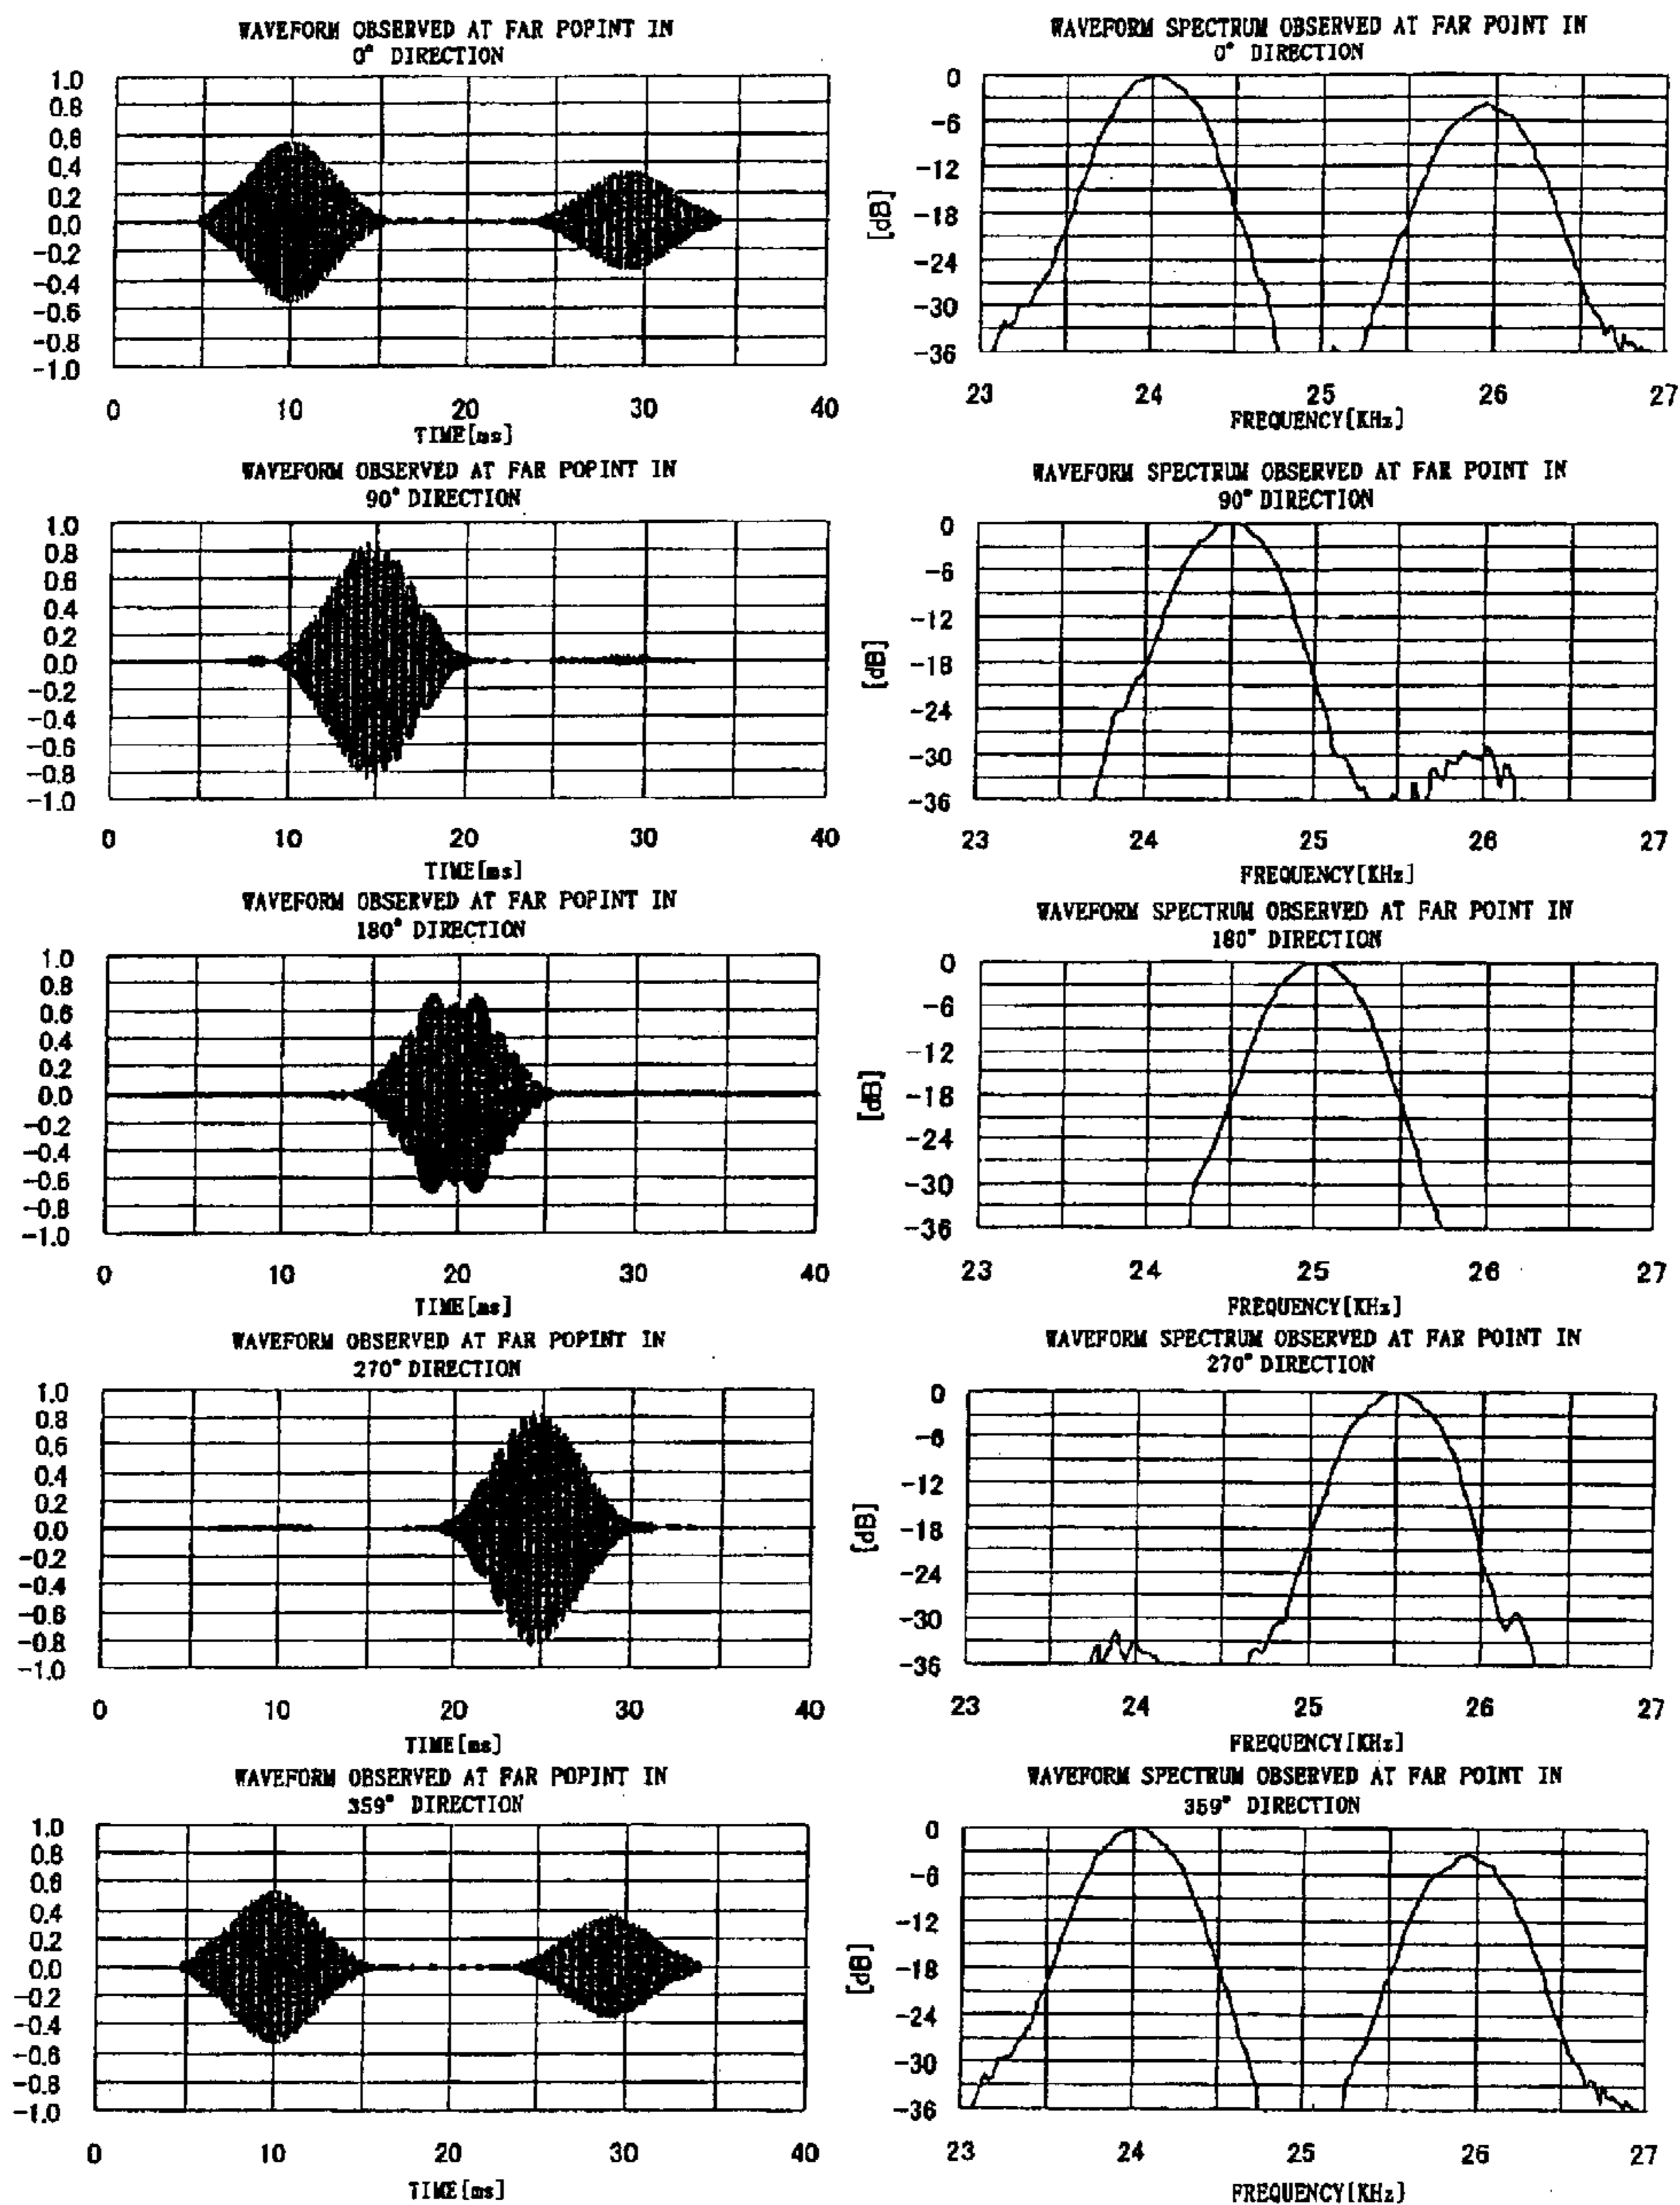 WAVEFORM OBSERVED AT FAR POPINT IN
0° DIRECTION
1.0
0.8
0.6
0.4
0.2
0.0
-0.2
-0.4
-0.6
-0.8
-1.0
0 10 20 30 40
TIME[ms]
WAVEFORM SPECTRUM OBSERVED AT FAR POINT IN
0° DIRECTION
[dB]
0
-6
-12
-18
-24
-30
-36
23 24 25 26 27
FREQUENCY[KHz]
WAVEFORM OBSERVED AT FAR POPINT IN
90° DIRECTION
1.0
0.8
0.6
0.4
0.2
0.0
-0.2
-0.4
-0.6
-0.8
-1.0
0 10 20 30 40
TIME[ms]
WAVEFORM SPECTRUM OBSERVED AT FAR POINT IN
90° DIRECTION
[dB]
0
-6
-12
-18
-24
-30
-36
23 24 25 26 27
FREQUENCY[KHz]
WAVEFORM OBSERVED AT FAR POPINT IN
180° DIRECTION
1.0
0.8
0.6
0.4
0.2
0.0
-0.2
-0.4
-0.6
-0.8
-1.0
0 10 20 30 40
TIME[ms]
WAVEFORM SPECTRUM OBSERVED AT FAR POINT IN
180° DIRECTION
[dB]
0
-6
-12
-18
-24
-30
-36
23 24 25 26 27
FREQUENCY[KHz]
WAVEFORM OBSERVED AT FAR POPINT IN
270° DIRECTION
1.0
0.8
0.6
0.4
0.2
0.0
-0.2
-0.4
-0.6
-0.8
-1.0
0 10 20 30 40
TIME[ms]
WAVEFORM SPECTRUM OBSERVED AT FAR POINT IN
270° DIRECTION
[dB]
0
-6
-12
-18
-24
-30
-36
23 24 25 26 27
FREQUENCY[KHz]
WAVEFORM OBSERVED AT FAR POPINT IN
359° DIRECTION
1.0
0.8
0.6
0.4
0.2
0.0
-0.2
-0.4
-0.6
-0.8
-1.0
0 10 20 30 40
TIME[ms]
WAVEFORM SPECTRUM OBSERVED AT FAR POINT IN
359° DIRECTION
[dB]
0
-6
-12
-18
-24
-30
-36
23 24 25 26 27
FREQUENCY[KHz]